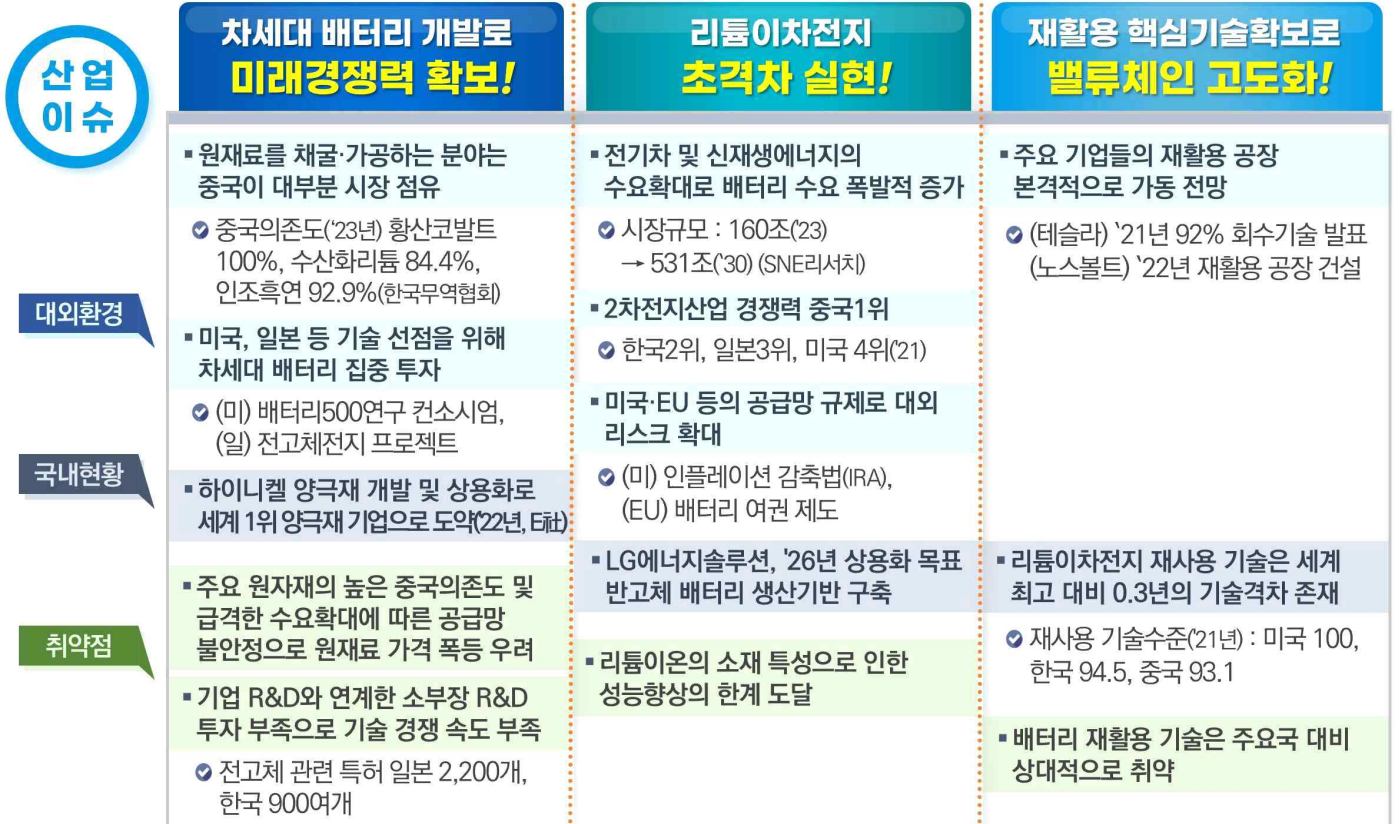 산업
이슈
차세대 배터리 개발로
미래경쟁력 확보!
리튬이차전지
초격차 실현!
재활용 핵심기술확보로
밸류체인 고도화!
대외환경
국내현황
취약점
▪ 원재료를 채굴·가공하는 분야는
중국이 대부분 시장 점유
중국의존도(‘23년) 황산코발트
100%, 수산화리튬 84.4%,
인조흑연 92.9%(한국무역협회)
▪ 미국, 일본 등 기술 선점을 위해
차세대 배터리 집중 투자
(미) 배터리500연구 컨소시엄,
(일) 전고체전지 프로젝트
▪ 하이니켈 양극재 개발 및 상용화로
세계 1위 양극재 기업으로 도약(’22년, E社)
▪ 주요 원자재의 높은 중국의존도 및
급격한 수요확대에 따른 공급망
불안정으로 원재료 가격 폭등 우려
▪ 기업 R&D와 연계한 소부장 R&D
투자 부족으로 기술 경쟁 속도 부족
전고체 관련 특허 일본 2,200개,
한국 900여개
▪ 전기차 및 신재생에너지의
수요확대로 배터리 수요 폭발적 증가
시장규모 : 160조(’23)
→ 531조(‘30) (SNE리서치)
▪ 2차전지산업 경쟁력 중국1위
한국2위, 일본3위, 미국 4위(’21)
▪ 미국·EU 등의 공급망 규제로 대외
리스크 확대
(미) 인플레이션 감축법(IRA),
(EU) 배터리 여권 제도
▪ LG에너지솔루션, ’26년 상용화 목표
반고체 배터리 생산기반 구축
▪ 리튬이온의 소재 특성으로 인한
성능향상의 한계 도달
▪ 주요 기업들의 재활용 공장
본격적으로 가동 전망
(테슬라) ‘21년 92% 회수기술 발표
(노스볼트) ‘22년 재활용 공장 건설
▪ 리튬이차전지 재사용 기술은 세계
최고 대비 0.3년의 기술격차 존재
재사용 기술수준(’21년) : 미국 100,
한국 94.5, 중국 93.1
▪ 배터리 재활용 기술은 주요국 대비
상대적으로 취약